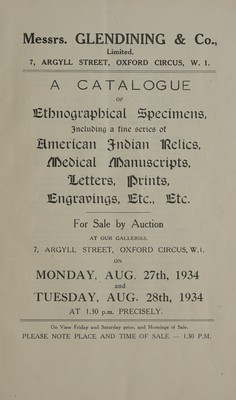 Messrs. GLENDINING & Co.,
Limited,
7, ARGYLL STREET, OXFORD CIRCUS, W. 1.
A CATALOGUE
OF
Ethnographical Specimens,
Including a fine series of
American Indian Relics,
Medical Manuscripts,
Letters, Prints,
Engravings, Etc., Etc.
For Sale by Auction
AT OUR GALLERIES,
7, ARGYLL STREET, OXFORD CIRCUS, W.1.
ON
MONDAY, AUG. 27th, 1934
and
TUESDAY, AUG. 28th, 1934
AT 1.30 p.m. PRECISELY.
On View Friday and Saturday prior, and Mornings of Sale.
PLEASE NOTE PLACE AND TIME OF SALE — 1.30 P.M.